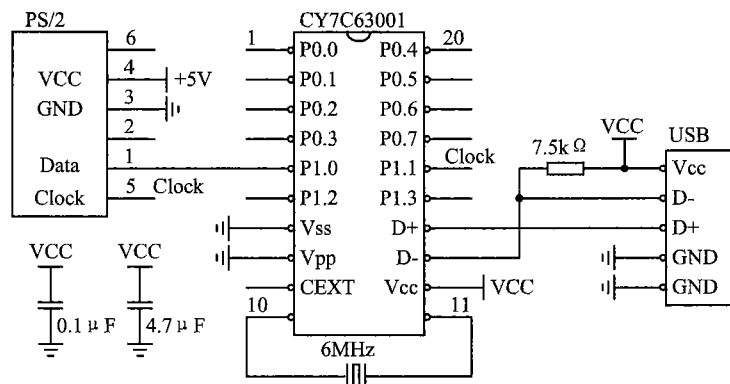 PS/2
CY7C63001
6
1
P0.0
P0.4
20
VCC
4
+5V
P0.1
P0.5
GND
3
P0.2
P0.6
2
P0.3
P0.7
7.5kΩ
VCC
USB
Data
1
P1.0
P1.1
Clock
Vcc
Clock
5
Clock
P1.2
P1.3
D-
Vss
D+
D+
VCC
VCC
Vpp
D-
GND
CEXT
Vcc
VCC
GND
0.1μF
4.7μF
10
11
6MHz